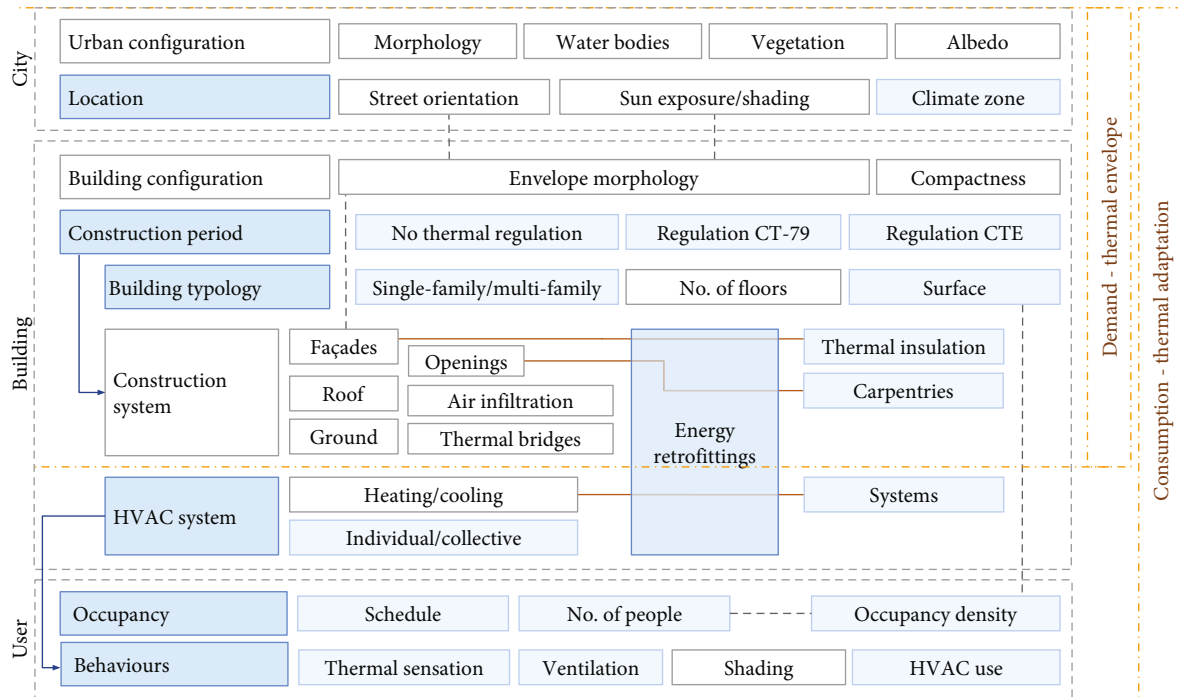 City
Urban configuration
Morphology
Water bodies
Vegetation
Albedo
Location
Street orientation
Sun exposure/shading
Climate zone
Building
Building configuration
Envelope morphology
Compactness
Construction period
No thermal regulation
Regulation CT-79
Regulation CTE
Building typology
Single-family/multi-family
No. of floors
Surface
Construction
system
Façades
Openings
Roof
Air infiltration
Ground
Thermal bridges
Energy
retrofittings
Thermal insulation
Carpentries
HVAC system
Heating/cooling
Individual/collective
Systems
User
Occupancy
Schedule
No. of people
Occupancy density
Behaviours
Thermal sensation
Ventilation
Shading
HVAC use
Demand - thermal envelope
Consumption - thermal adaptation